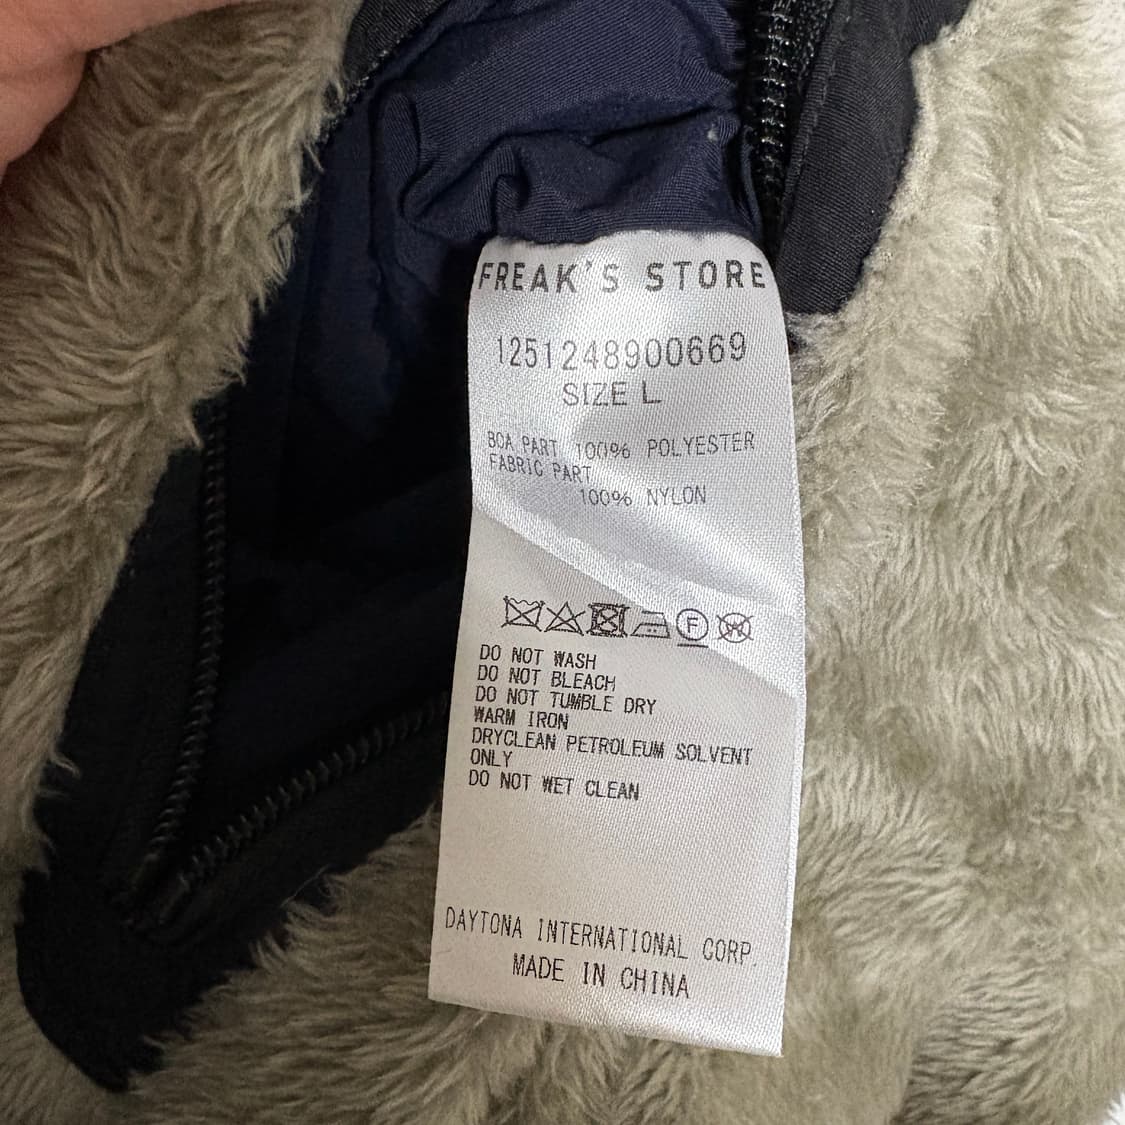 FREAK'S STORE
1251248900669
SIZE L
BOA PART 100% POLYESTER
FABRIC PART
100% NYLON
F
W
DO NOT WASH
DO NOT BLEACH
DO NOT TUMBLE DRY
WARM IRON
DRYCLEAN PETROLEUM SOLVENT
ONLY
DO NOT WET CLEAN
DAYTONA INTERNATIONAL CORP.
MADE IN CHINA